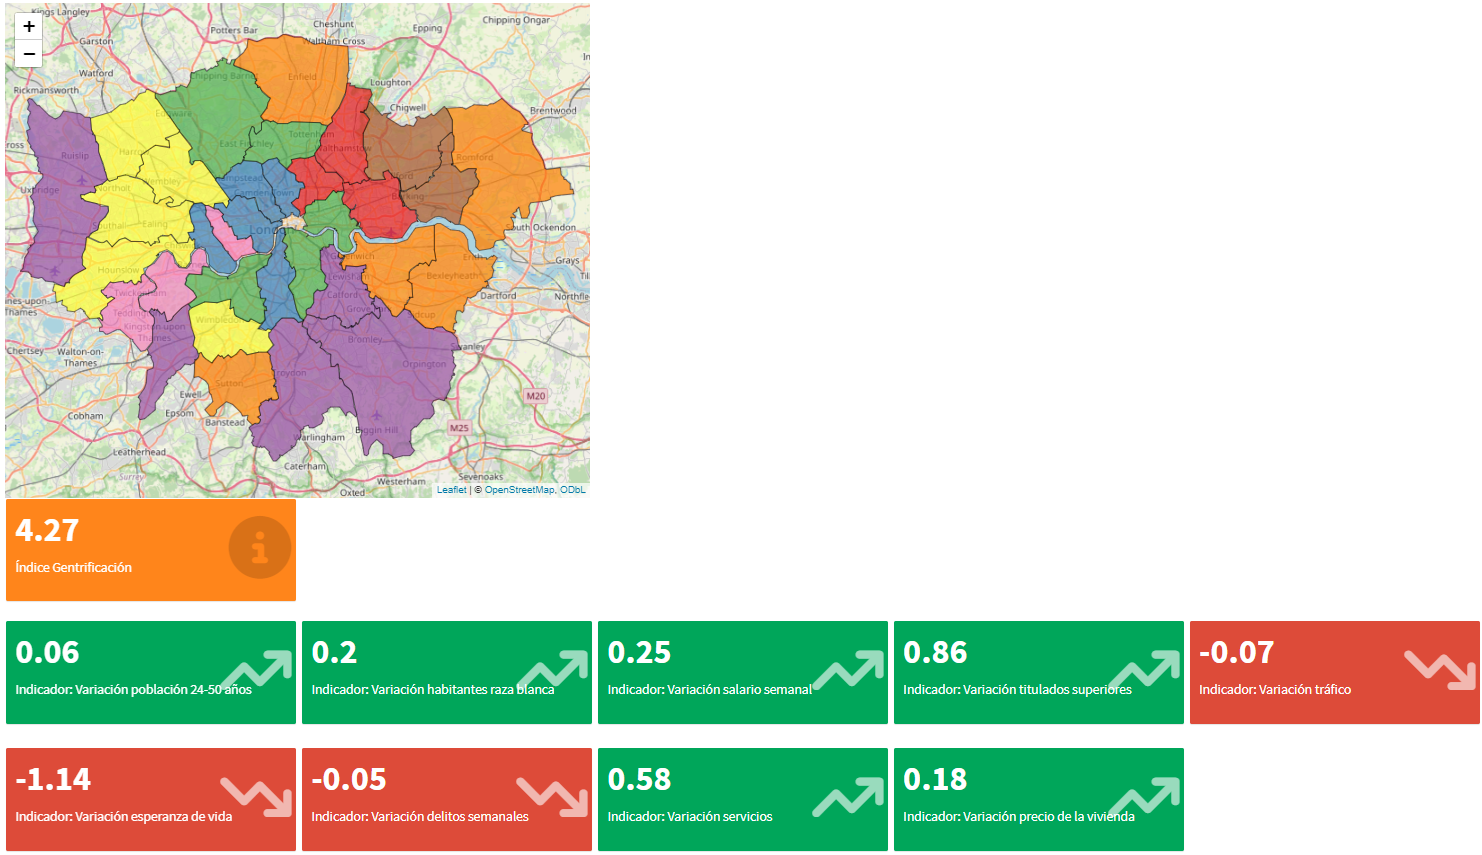 Kings Langley
Cheshunt
Epping
Chipping Ongar
+
Potters Bar
Waltham Cross
Garston
−
Watford
Chipping Barnet
Enfield
Loughton
Rickmansworth
Chigwell
Brentwood
Edgware
Tottenham
East Finchley
Walthamstow
Ruislip
Harrow
Romford
Wembley
Hampstead
Uxbridge
Northolt
Camden Town
Barking
Southall
Ealing
London
South Ockendon
Greenwich
Erith
Grays
Hounslow
Lewisham
Bexleyheath
Twickenham
Catford
Dartford
Northfle
ines-upon-
Thames
Teddington
Grove Park
Sidcup
Wimbledon
Kingston upon
Thames
Chertsey
Walton-on-
Thames
Bromley
Swanley
Orpington
Croydon
Sutton
Ewell
Epsom
M20
Cobham
Banstead
Biggin Hill
M25
Warlingham
Leatherhead
Caterham
Surrey
Westerham
Sevenoaks
Oxted
Leaflet | © OpenStreetMap, ODbL
4.27
Índice Gentrificación
0.06
Indicador: Variación población 24-50 años
0.2
Indicador: Variación habitantes raza blanca
0.25
Indicador: Variación salario semanal
0.86
Indicador: Variación titulados superiores
-0.07
Indicador: Variación tráfico
-1.14
Indicador: Variación esperanza de vida
-0.05
Indicador: Variación delitos semanales
0.58
Indicador: Variación servicios
0.18
Indicador: Variación precio de la vivienda